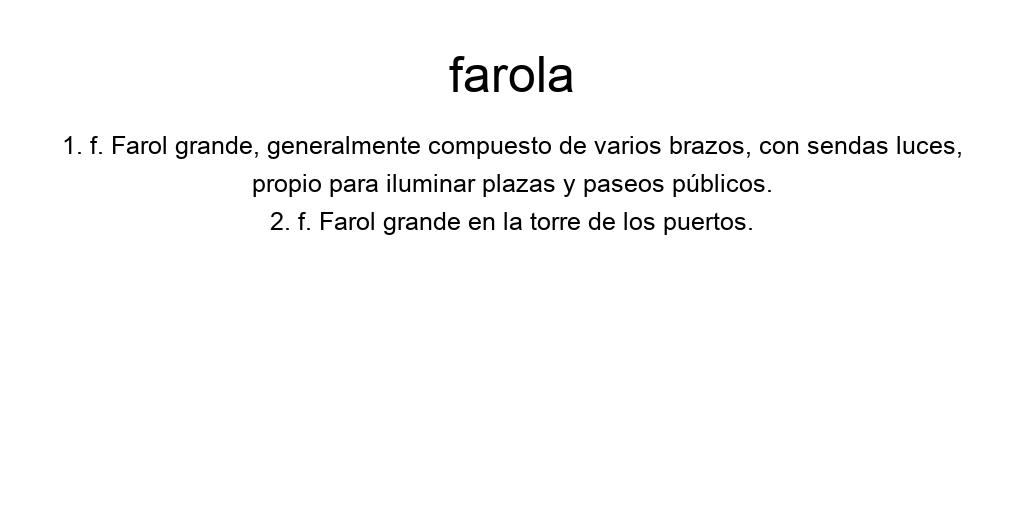 farola
1. f. Farol grande, generalmente compuesto de varios brazos, con sendas luces,
propio para iluminar plazas y paseos públicos.
2. f. Farol grande en la torre de los puertos.